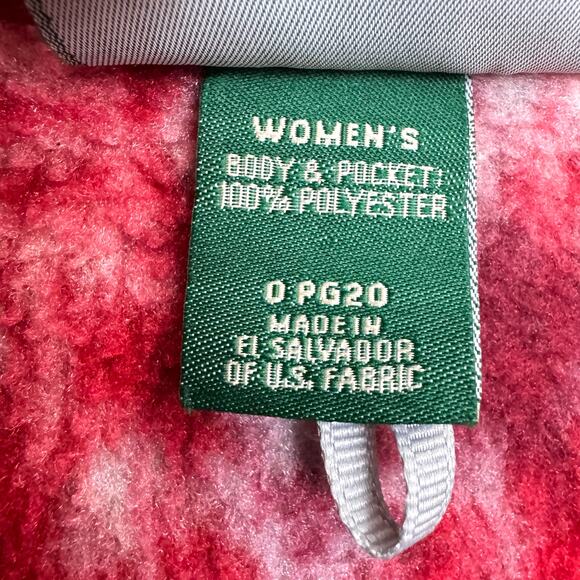 WOMEN'S
BODY & POCKET:
100% POLYESTER
0 PG20
MADE IN
EL SALVADOR
OF U.S. FABRIC